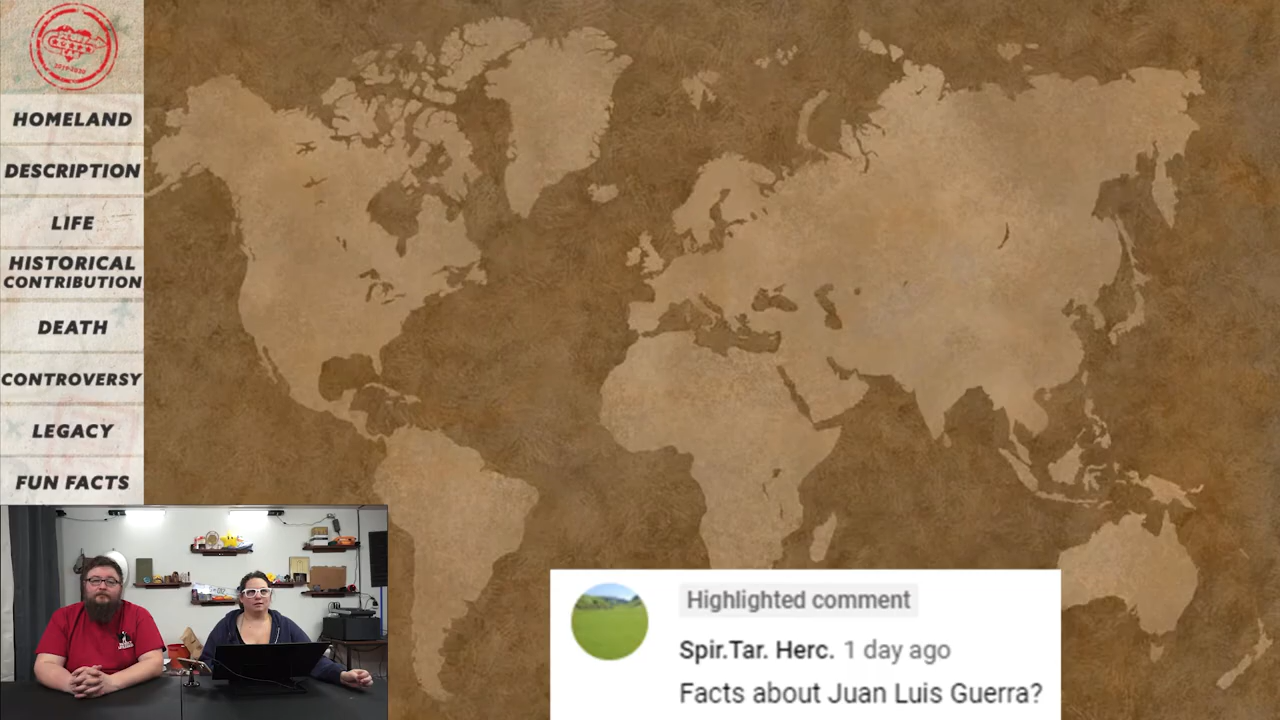 HOMELAND
DESCRIPTION
LIFE
HISTORICAL
CONTRIBUTION
DEATH
CONTROVERSY
LEGACY
FUN FACTS
Highlighted comment
Spir.Tar. Herc. 1 day ago
Facts about Juan Luis Guerra?